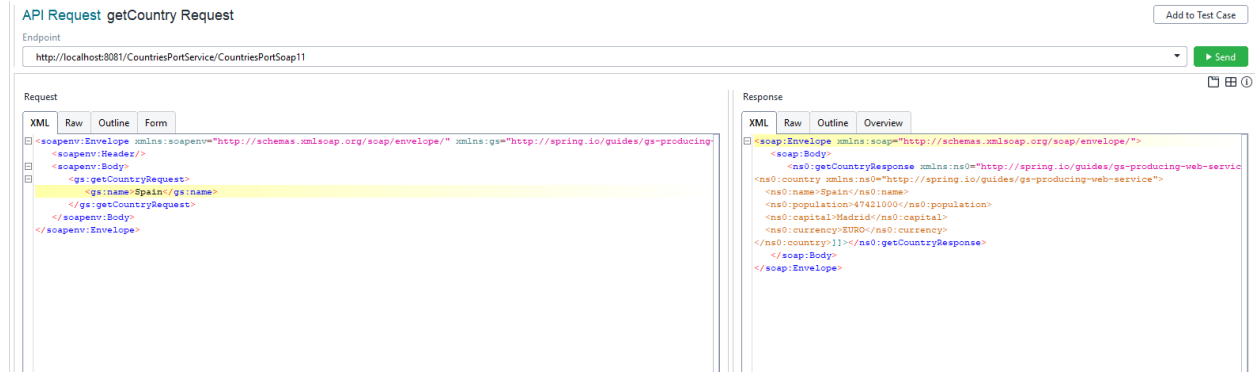 API Request getCountry Request
Add to Test Case
Endpoint
http://localhost:8081/CountriesPortService/CountriesPortSoap11
Send
Request
XML Raw Outline Form
<soapenv:Envelope xmlns:soapenv="http://schemas.xmlsoap.org/soap/envelope/" xmlns:gs="http://spring.io/guides/gs-producing-
<soapenv:Header/>
<soapenv:Body>
<gs:getCountryRequest>
<gs:name>Spain</gs:name>
</gs:getCountryRequest>
</soapenv:Body>
</soapenv:Envelope>
Response
XML Raw Outline Overview
<soap:Envelope xmlns:soap="http://schemas.xmlsoap.org/soap/envelope/">
<soap:Body>
<ns0:getCountryResponse xmlns:ns0="http://spring.io/guides/gs-producing-web-servic
<ns0:country xmlns:ns0="http://spring.io/guides/gs-producing-web-service">
<ns0:name>Spain</ns0:name>
<ns0:population>47421000</ns0:population>
<ns0:capital>Madrid</ns0:capital>
<ns0:currency>EURO</ns0:currency>
</ns0:country>]]></ns0:getCountryResponse>
</soap:Body>
</soap:Envelope>